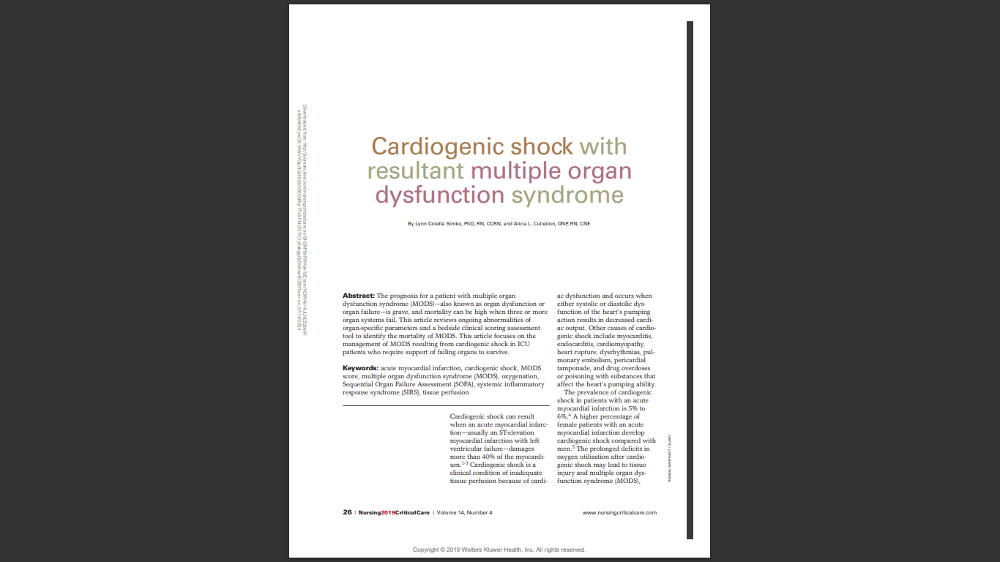 Cardiogenic shock with
resultant multiple organ
dysfunction syndrome
By Lynn Coletta Simko, PhD, RN, CCRN, and Alicia L. Culleiton, DNP, RN, CNE
Abstract: The prognosis for a patient with multiple organ
dysfunction syndrome (MODS)—also known as organ dysfunction or
organ failure—is grave, and mortality can be high when three or more
organ systems fail. This article reviews ongoing abnormalities of
organ-specific parameters and a bedside clinical scoring assessment
tool to identify the mortality of MODS. This article focuses on the
management of MODS resulting from cardiogenic shock in ICU
patients who require support of failing organs to survive.
Keywords: acute myocardial infarction, cardiogenic shock, MODS
score, multiple organ dysfunction syndrome (MODS), oxygenation,
Sequential Organ Failure Assessment (SOFA), systemic inflammatory
response syndrome (SIRS), tissue perfusion
Cardiogenic shock can result
when an acute myocardial infarc-
tion—usually an ST-elevation
myocardial infarction with left
ventricular failure—damages
more than 40% of the myocardi-
um.1-3 Cardiogenic shock is a
clinical condition of inadequate
tissue perfusion because of cardi-
ac dysfunction and occurs when
either systolic or diastolic dys-
function of the heart's pumping
action results in decreased cardi-
ac output. Other causes of cardio-
genic shock include myocarditis,
endocarditis, cardiomyopathy,
heart rupture, dysrhythmias, pul-
monary embolism, pericardial
tamponade, and drug overdoses
or poisoning with substances that
affect the heart's pumping ability.
The prevalence of cardiogenic
shock in patients with an acute
myocardial infarction is 5% to
6%.4 A higher percentage of
female patients with an acute
myocardial infarction develop
cardiogenic shock compared with
men.5 The prolonged deficits in
oxygen utilization after cardio-
genic shock may lead to tissue
injury and multiple organ dys-
function syndrome (MODS),
26 | Nursing2019CriticalCare | Volume 14, Number 4
www.nursingcriticalcare.com
Copyright © 2019 Wolters Kluwer Health, Inc. All rights reserved.
Downloaded from http://journals.lww.com/nursingcriticalcare by
on 07/14/2024
/ ALAMY